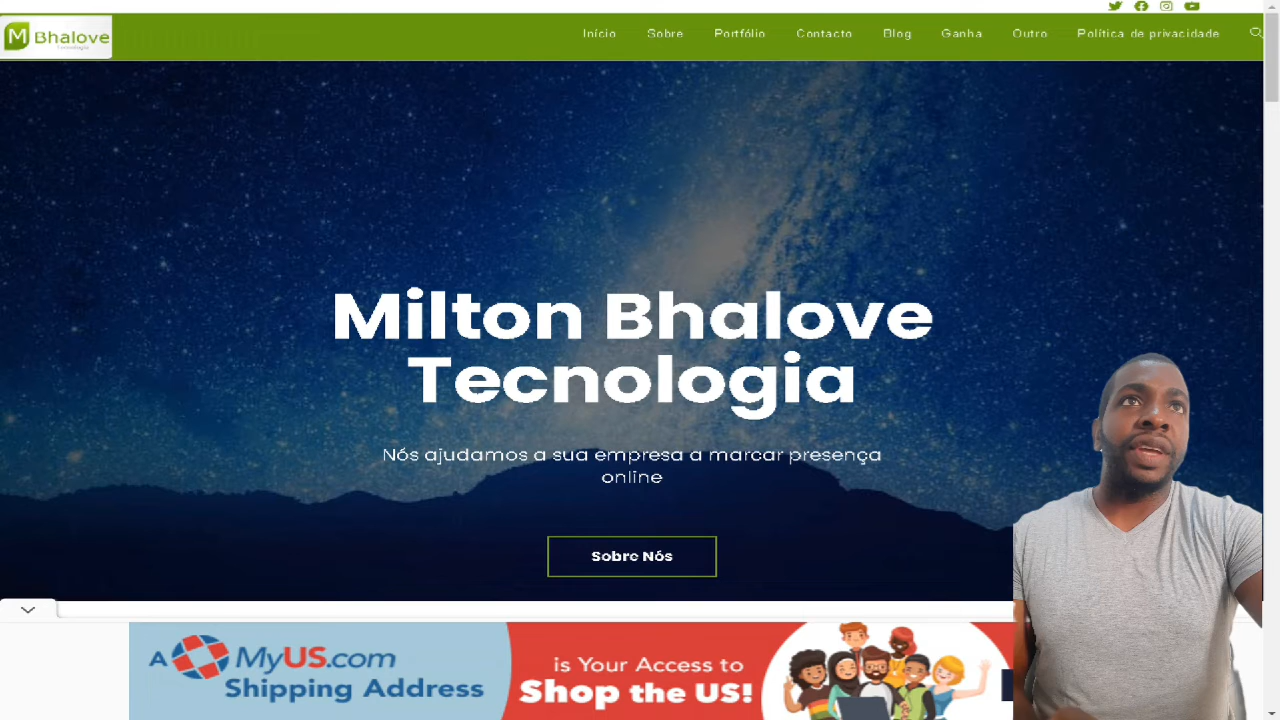 M Bhalove
Tecnologia
Início Sobre Portfólio Contacto Blog Ganha Outro Política de privacidade
Milton Bhalove
Tecnologia
Nós ajudamos a sua empresa a marcar presença
online
Sobre Nós
A MyUS.com
Shipping Address
is Your Access to
Shop the US!